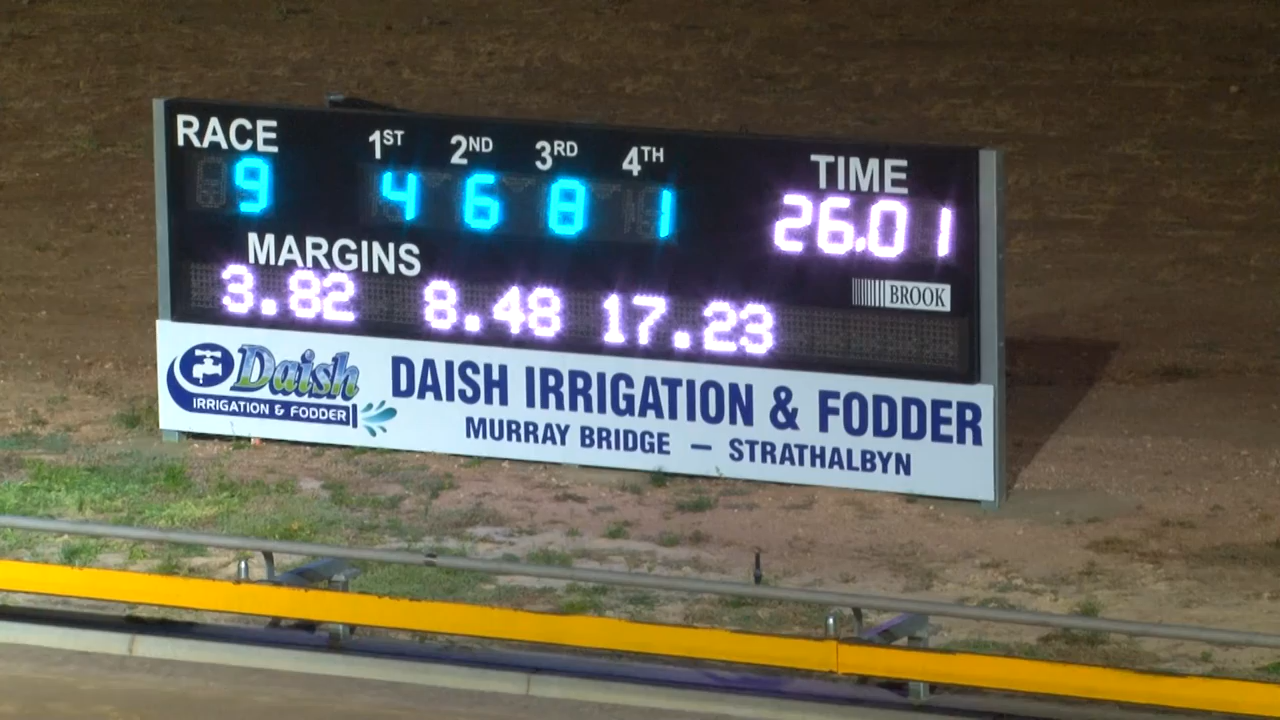 RACE 1ST 2ND 3RD 4TH TIME
9 4 6 8 1 26.01
MARGINS
3.82 8.48 17.23
BROOK
Daish
IRRIGATION & FODDER
DAISH IRRIGATION & FODDER
MURRAY BRIDGE — STRATHALBYN